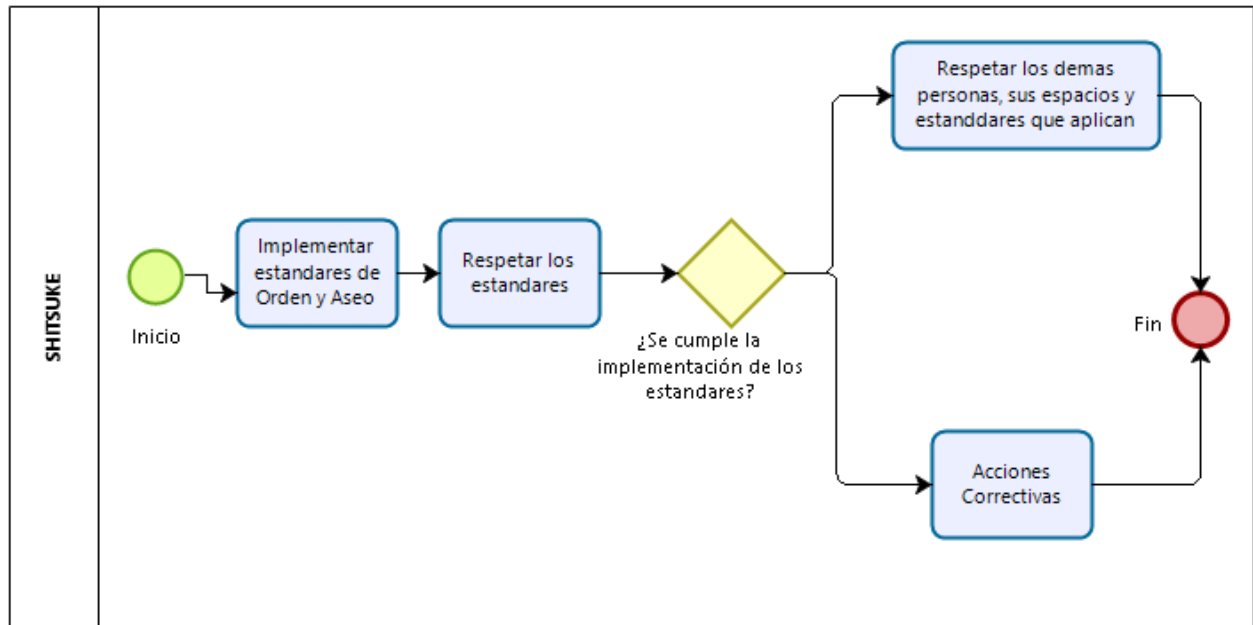 SHITSUKE
Inicio
Implementar
estandares de
Orden y Aseo
Respetar los
estandares
¿Se cumple la
implementación de los
estandares?
Respetar los demas
personas, sus espacios y
estanddares que aplican
Acciones
Correctivas
Fin